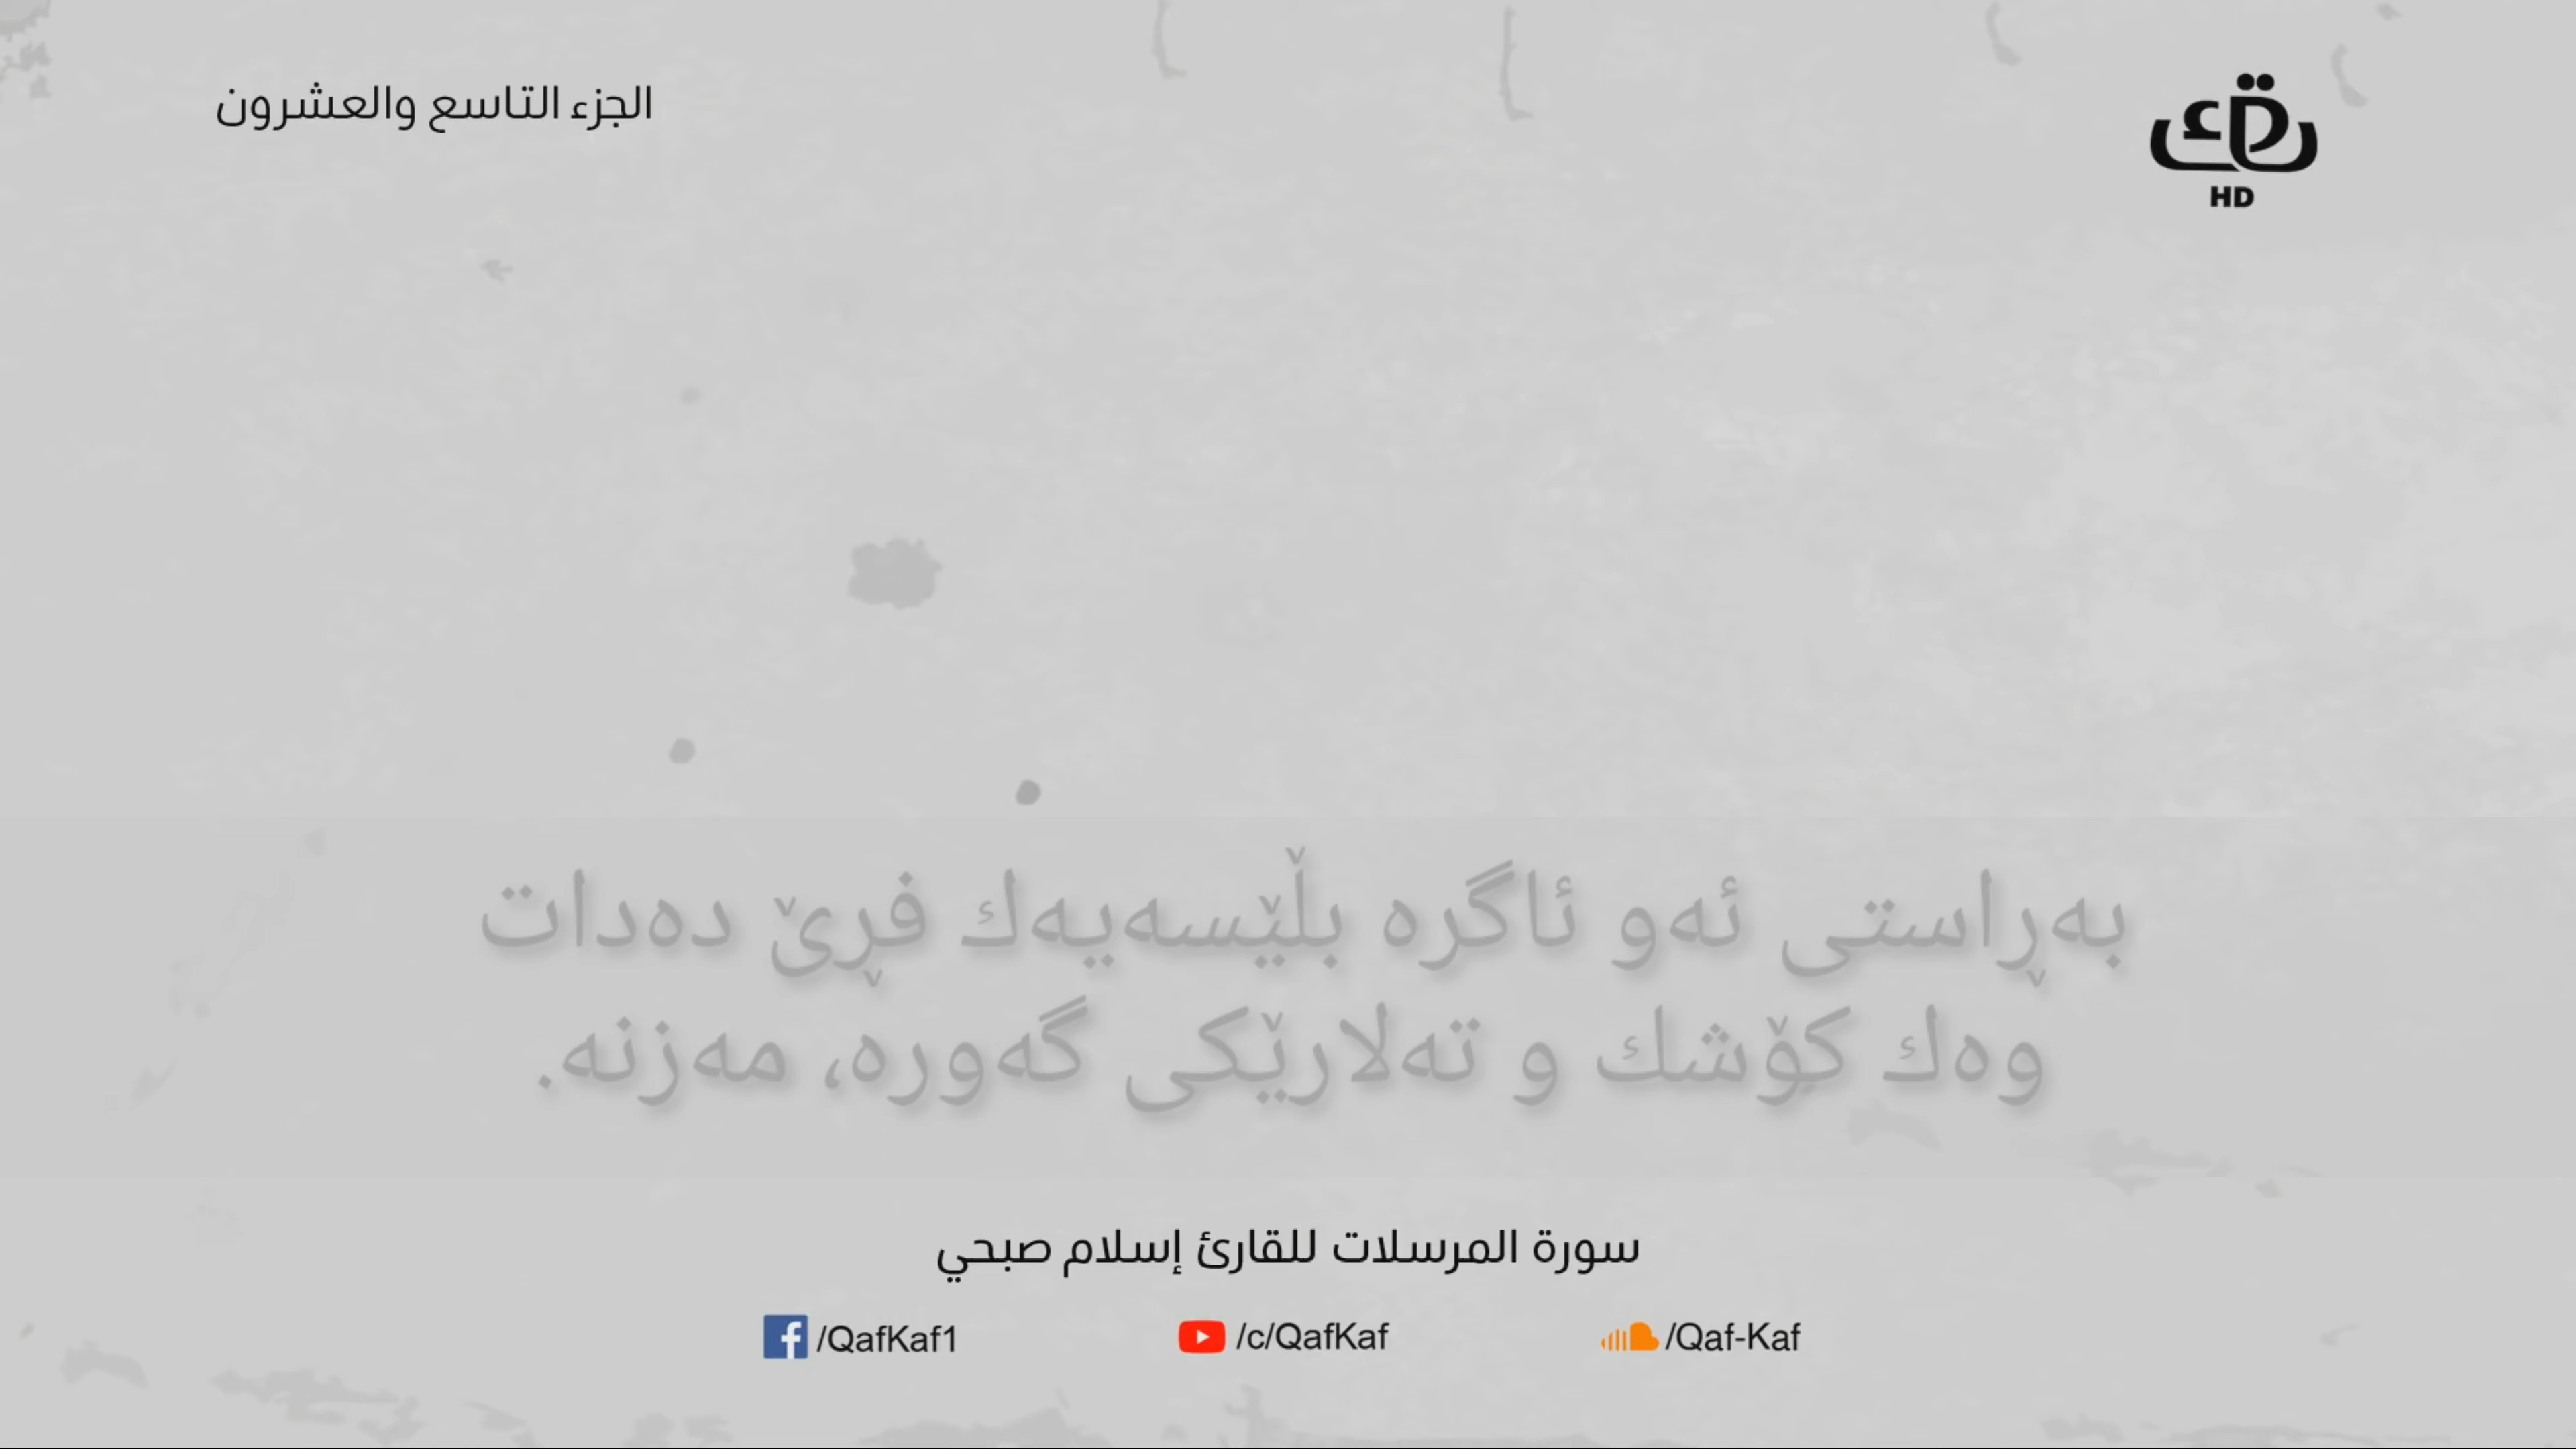 الجزء التاسع والعشرون
HD
بەڕاستی ئەو ئاگرە بڵێسەیەك فڕێ دەدات
وەك كۆشك و تەلارێكی گەورە، مەزنە.
سورة المرسلات للقارئ إسلام صبحي
/QafKaf1 /c/QafKaf /Qaf-Kaf